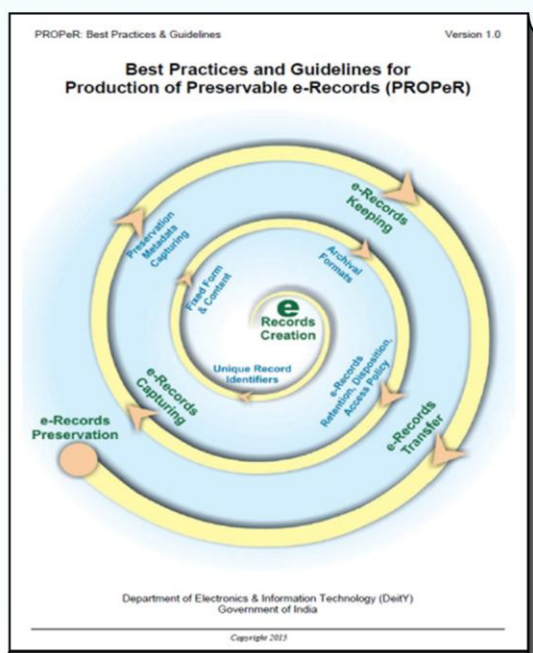 PROPeR: Best Practices & Guidelines
Version 1.0
Best Practices and Guidelines for
Production of Preservable e-Records (PROPeR)
e
Records
Creation
Unique Record
Identifiers
Fixed Form
& Content
Archival
Formats
e-Records
Retention, Disposition,
Access Policy
e-Records
Capturing
Preservation
Metadata
Capturing
e-Records
Keeping
e-Records
Transfer
e-Records
Preservation
Department of Electronics & Information Technology (DeitY)
Government of India
Copyright 2013